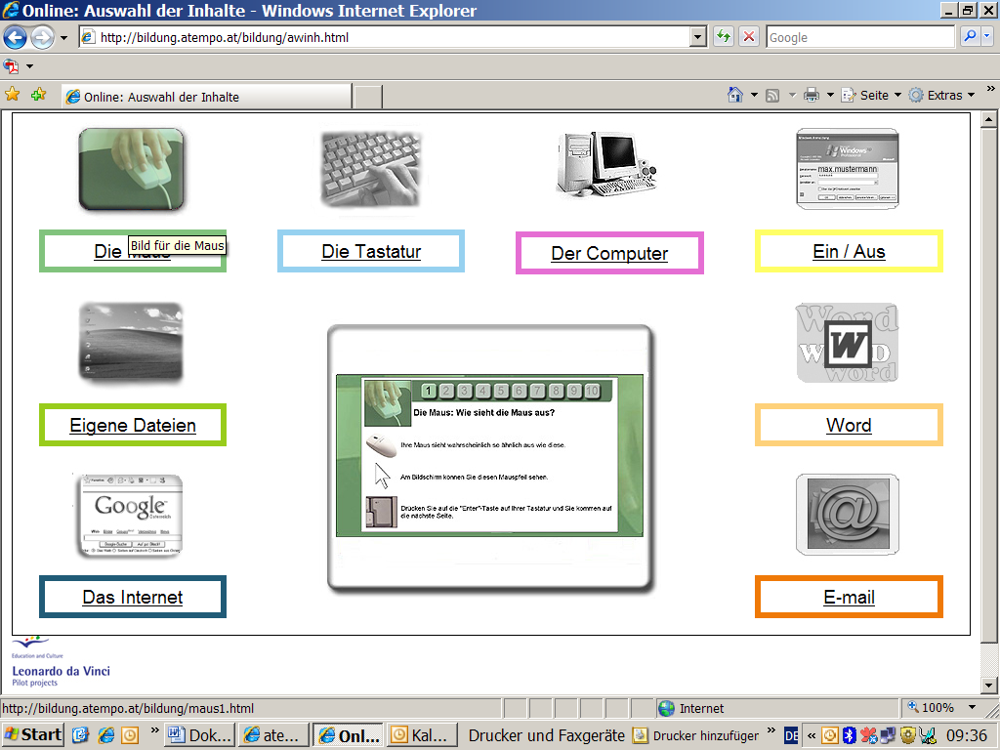 Online: Auswahl der Inhalte - Windows Internet Explorer
http://bildung.atempo.at/bildung/awinh.html
Google
Online: Auswahl der Inhalte
Seite
Extras
»
Windows
max.mustermann
Die Maus
Bild für die Maus
Die Tastatur
Der Computer
Ein / Aus
Word
W
Word
Eigene Dateien
Word
1 2 3 4 5 6 7 8 9 10
Die Maus: Wie sieht die Maus aus?
Ihre Maus sieht wahrscheinlich so ähnlich aus wie diese.
Am Bildschirm können Sie diesen Mauspfeil sehen.
Drücken Sie auf die "Enter"-Taste auf Ihrer Tastatur und Sie kommen auf
die nächste Seite.
Google
@
Das Internet
E-mail
Education and Culture
Leonardo da Vinci
Pilot projects
http://bildung.atempo.at/bildung/maus1.html
Internet
100%
Start
»
Dok...
ate...
Onl...
Kal...
Drucker und Faxgeräte
Drucker hinzufüger
»
DE
«
09:36